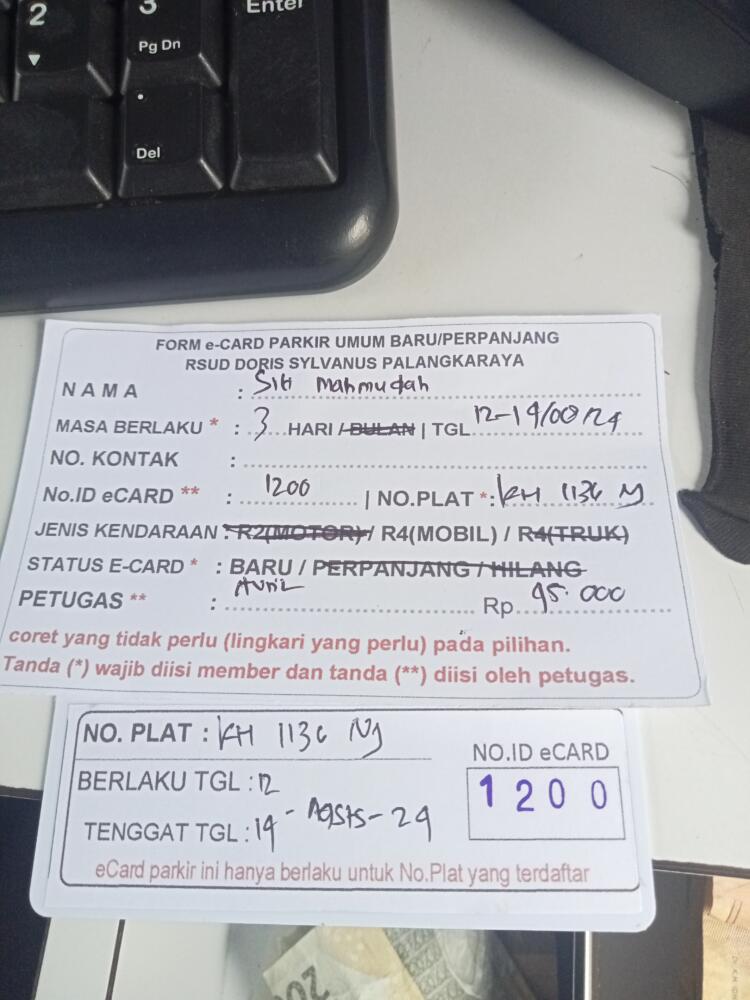 2
3
Enter
Pg Dn
.
Del
FORM e-CARD PARKIR UMUM BARU/PERPANJANG
RSUD DORIS SYLVANUS PALANGKARAYA
NAMA : Siti Mahmudah
MASA BERLAKU * : 3 HARI / BULAN | TGL 12-14/08/24
NO. KONTAK :
No.ID eCARD ** : 1200 | NO.PLAT *: KH 1136
JENIS KENDARAAN : R2(MOTOR) / R4(MOBIL) / R4(TRUK)
STATUS E-CARD * : BARU / PERPANJANG / HILANG
PETUGAS ** : Rp 45.000
coret yang tidak perlu (lingkari yang perlu) pada pilihan.
Tanda (*) wajib diisi member dan tanda (**) diisi oleh petugas.
NO. PLAT : KH 1136
NO.ID eCARD
BERLAKU TGL : 12
1200
TENGGAT TGL : 14 - Agsts - 24
eCard parkir ini hanya berlaku untuk No.Plat yang terdaftar